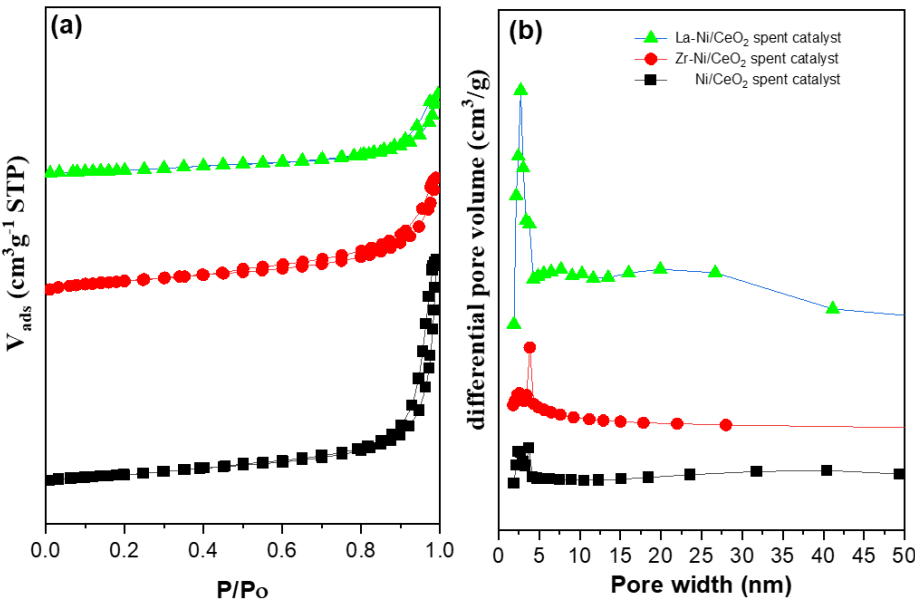 (a)
V_ads (cm³g⁻¹ STP)
0.0 0.2 0.4 0.6 0.8 1.0
P/Po
(b)
La-Ni/CeO₂ spent catalyst
Zr-Ni/CeO₂ spent catalyst
Ni/CeO₂ spent catalyst
differential pore volume (cm³/g)
0 5 10 15 20 25 30 35 40 45 50
Pore width (nm)